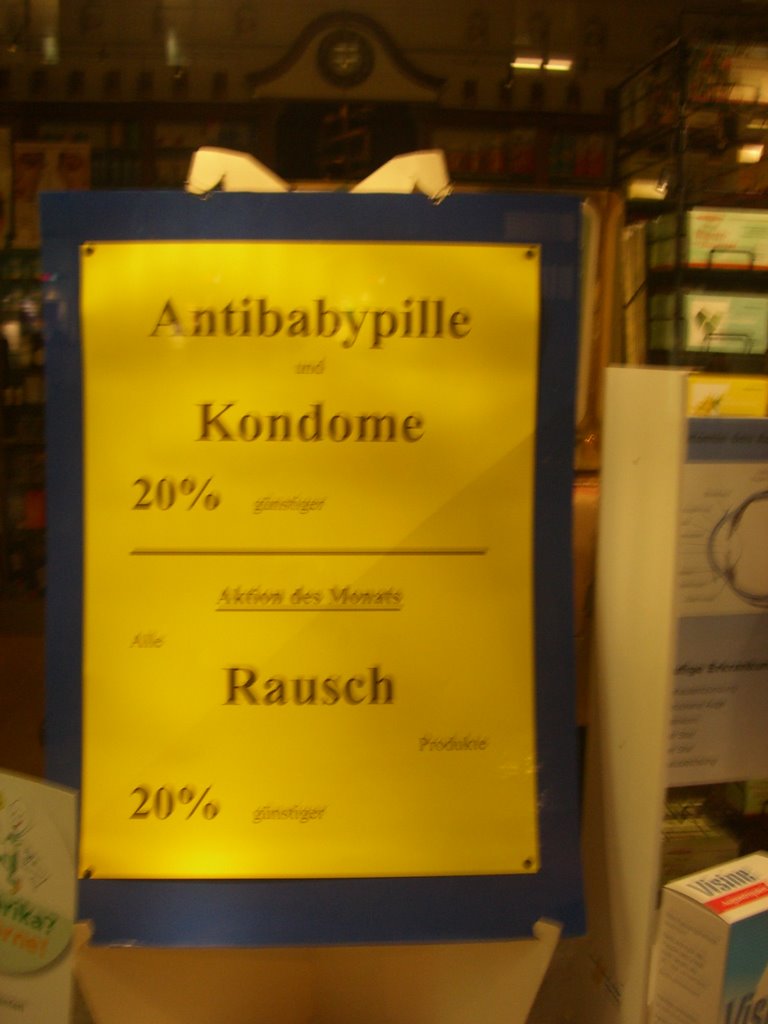 Antibabypille
und
Kondome
20% günstiger
Aktion des Monats
Alle
Rausch
Produkte
20% günstiger
Visine